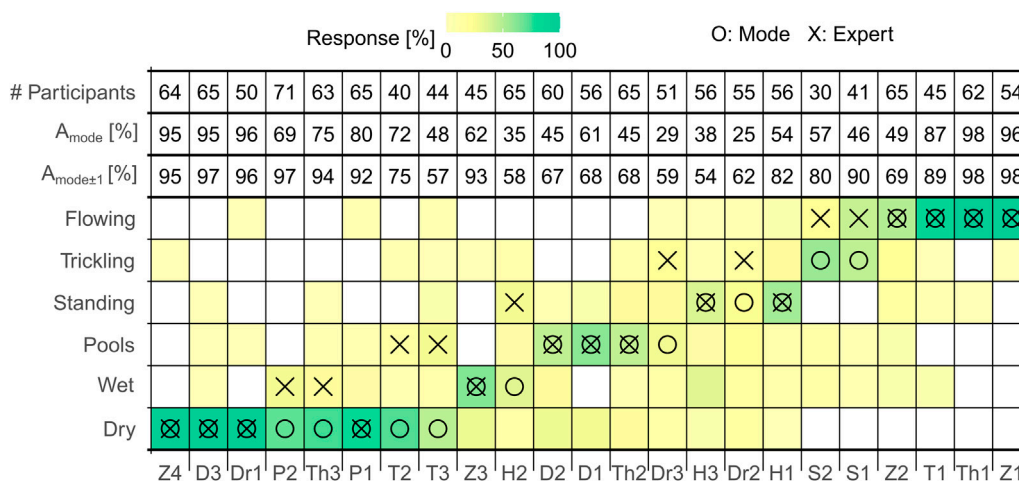 Response [%] 0 50 100 O: Mode X: Expert
# Participants 64 65 50 71 63 65 40 44 45 65 60 56 65 51 56 55 56 30 41 65 45 62 54
Amode [%] 95 95 96 69 75 80 72 48 62 35 45 61 45 29 38 25 54 57 46 49 87 98 96
Amode±1 [%] 95 97 96 97 94 92 75 57 93 58 67 68 68 59 54 62 82 80 90 69 89 98 98
Flowing
Trickling
Standing
Pools
Wet
Dry
Z4 D3 Dr1 P2 Th3 P1 T2 T3 Z3 H2 D2 D1 Th2 Dr3 H3 Dr2 H1 S2 S1 Z2 T1 Th1 Z1